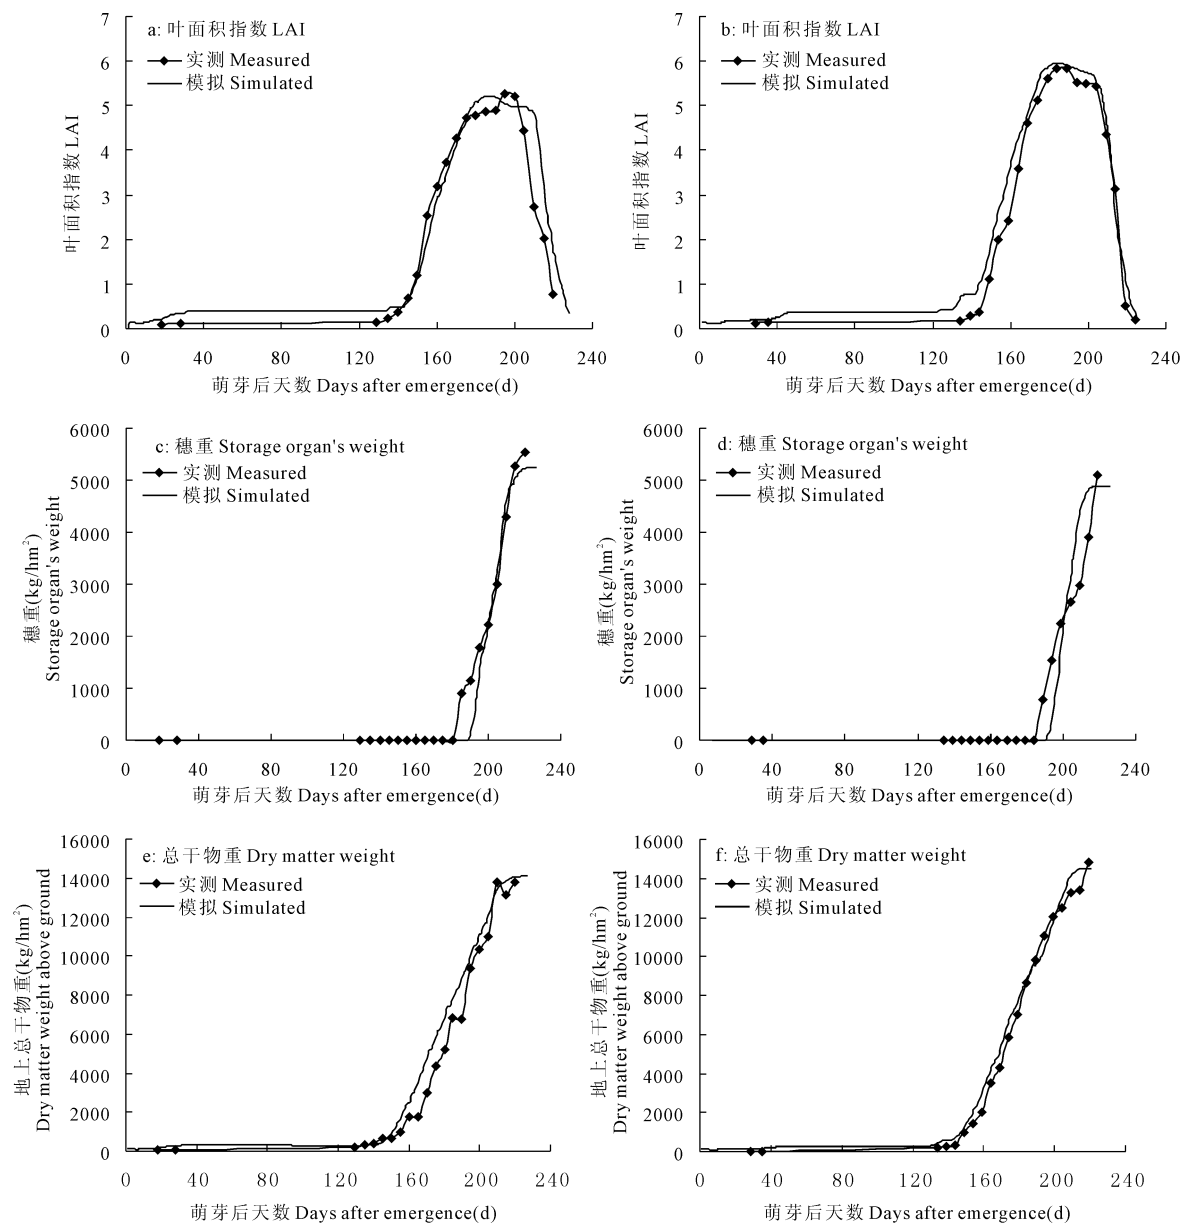 a: 叶面积指数 LAI
实测 Measured
模拟 Simulated
7
6
5
4
3
2
1
0
叶面积指数 LAI
0 40 80 120 160 200 240
萌芽后天数 Days after emergence(d)
b: 叶面积指数 LAI
实测 Measured
模拟 Simulated
7
6
5
4
3
2
1
0
叶面积指数 LAI
0 40 80 120 160 200 240
萌芽后天数 Days after emergence(d)
c: 穗重 Storage organ's weight
实测 Measured
模拟 Simulated
6000
5000
4000
3000
2000
1000
0
穗重(kg/hm²)
Storage organ's weight
0 40 80 120 160 200 240
萌芽后天数 Days after emergence(d)
d: 穗重 Storage organ's weight
实测 Measured
模拟 Simulated
6000
5000
4000
3000
2000
1000
0
穗重(kg/hm²)
Storage organ's weight
0 40 80 120 160 200 240
萌芽后天数 Days after emergence(d)
e: 总干物重 Dry matter weight
实测 Measured
模拟 Simulated
16000
14000
12000
10000
8000
6000
4000
2000
0
地上总干物重(kg/hm²)
Dry matter weight above ground
0 40 80 120 160 200 240
萌芽后天数 Days after emergence(d)
f: 总干物重 Dry matter weight
实测 Measured
模拟 Simulated
16000
14000
12000
10000
8000
6000
4000
2000
0
地上总干物重(kg/hm²)
Dry matter weight above ground
0 40 80 120 160 200 240
萌芽后天数 Days after emergence(d)